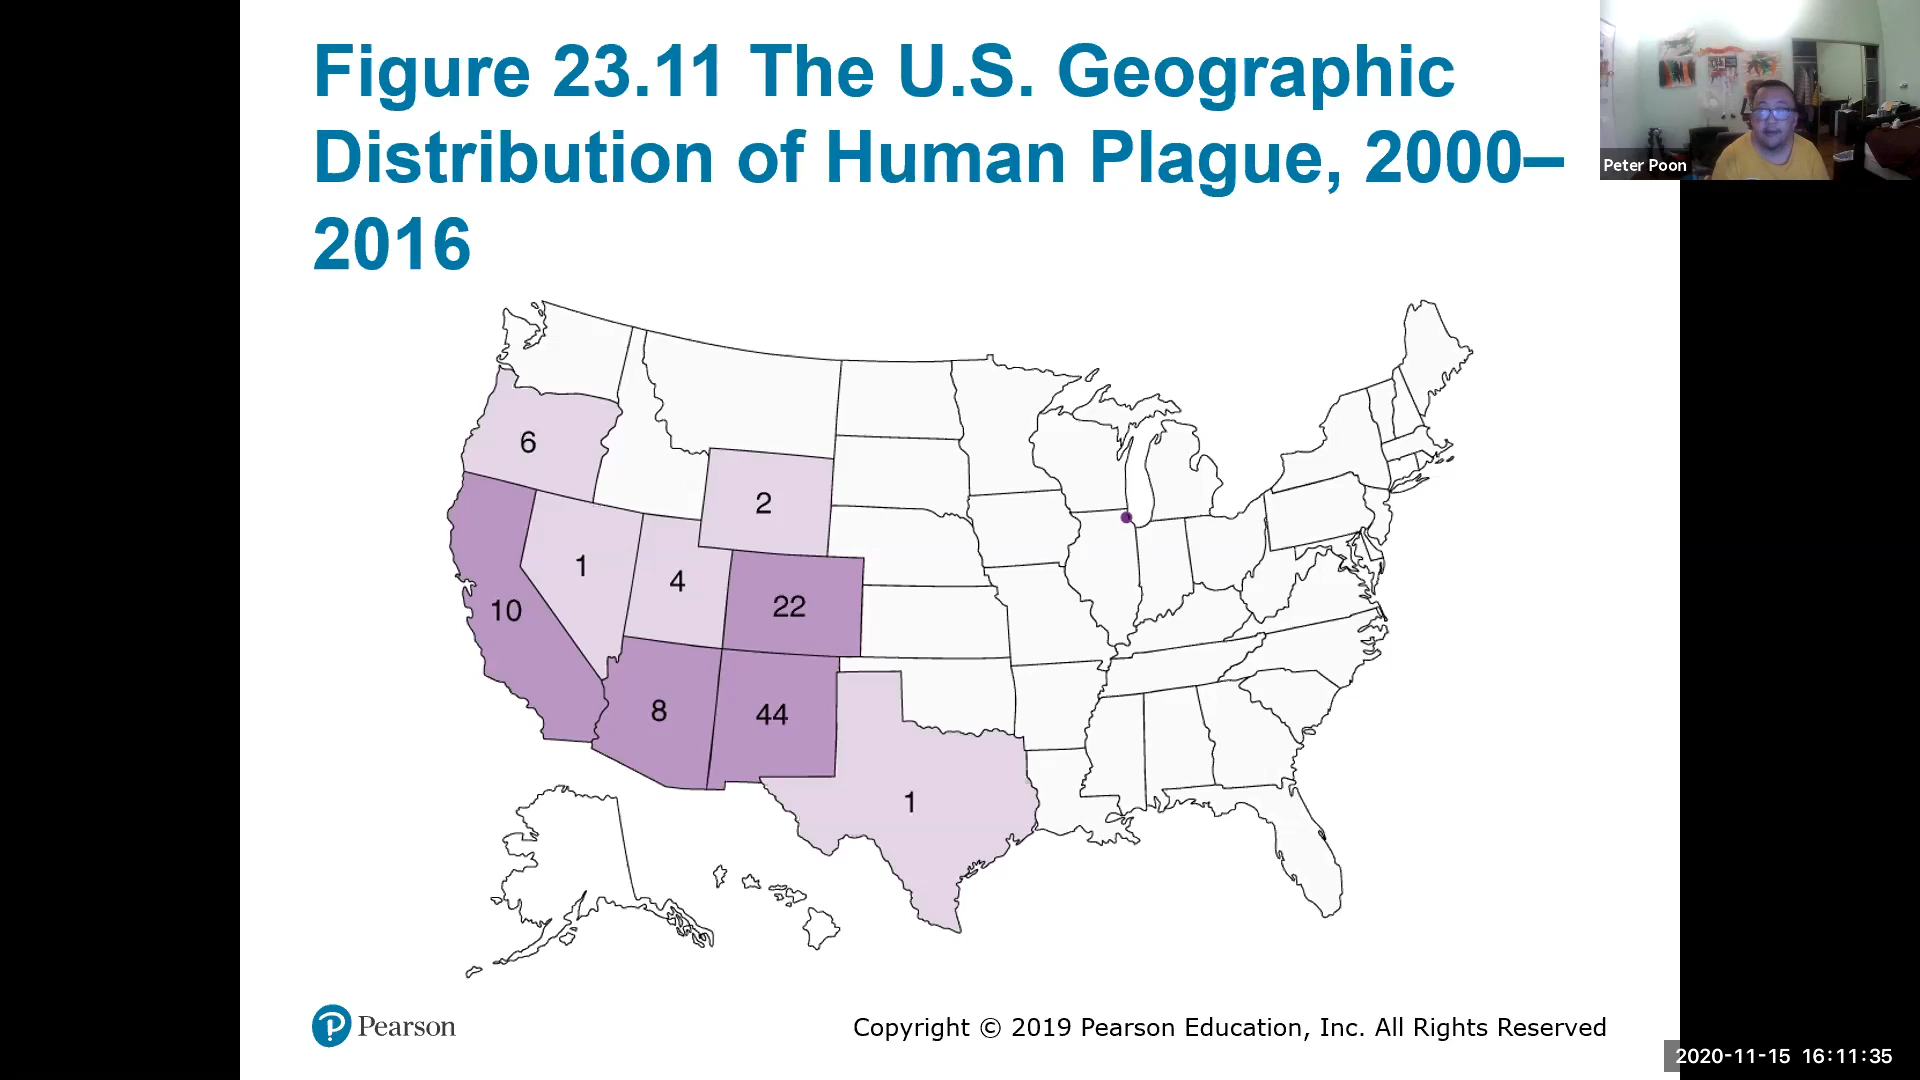 Figure 23.11 The U.S. Geographic
Distribution of Human Plague, 2000–
2016
Peter Poon
6
2
1
4
22
10
8
44
1
Pearson
Copyright © 2019 Pearson Education, Inc. All Rights Reserved
2020-11-15 16:11:35